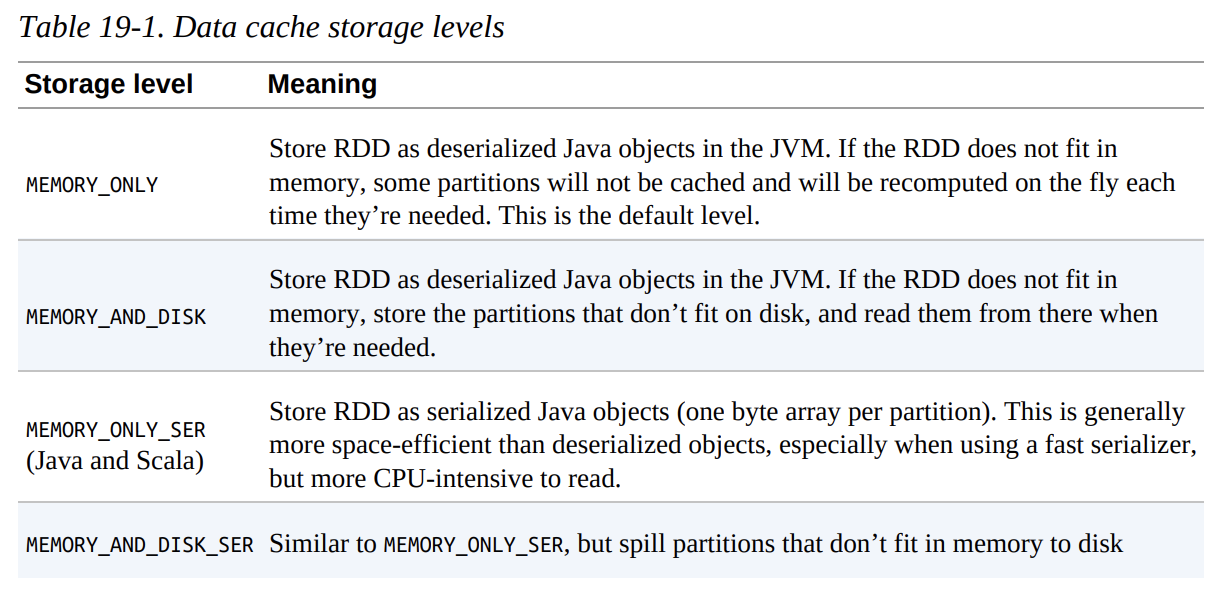 Table 19-1. Data cache storage levels
Storage level Meaning
MEMORY_ONLY
Store RDD as deserialized Java objects in the JVM. If the RDD does not fit in
memory, some partitions will not be cached and will be recomputed on the fly each
time they’re needed. This is the default level.
MEMORY_AND_DISK
Store RDD as deserialized Java objects in the JVM. If the RDD does not fit in
memory, store the partitions that don’t fit on disk, and read them from there when
they’re needed.
MEMORY_ONLY_SER
(Java and Scala)
Store RDD as serialized Java objects (one byte array per partition). This is generally
more space-efficient than deserialized objects, especially when using a fast serializer,
but more CPU-intensive to read.
MEMORY_AND_DISK_SER Similar to MEMORY_ONLY_SER, but spill partitions that don’t fit in memory to disk